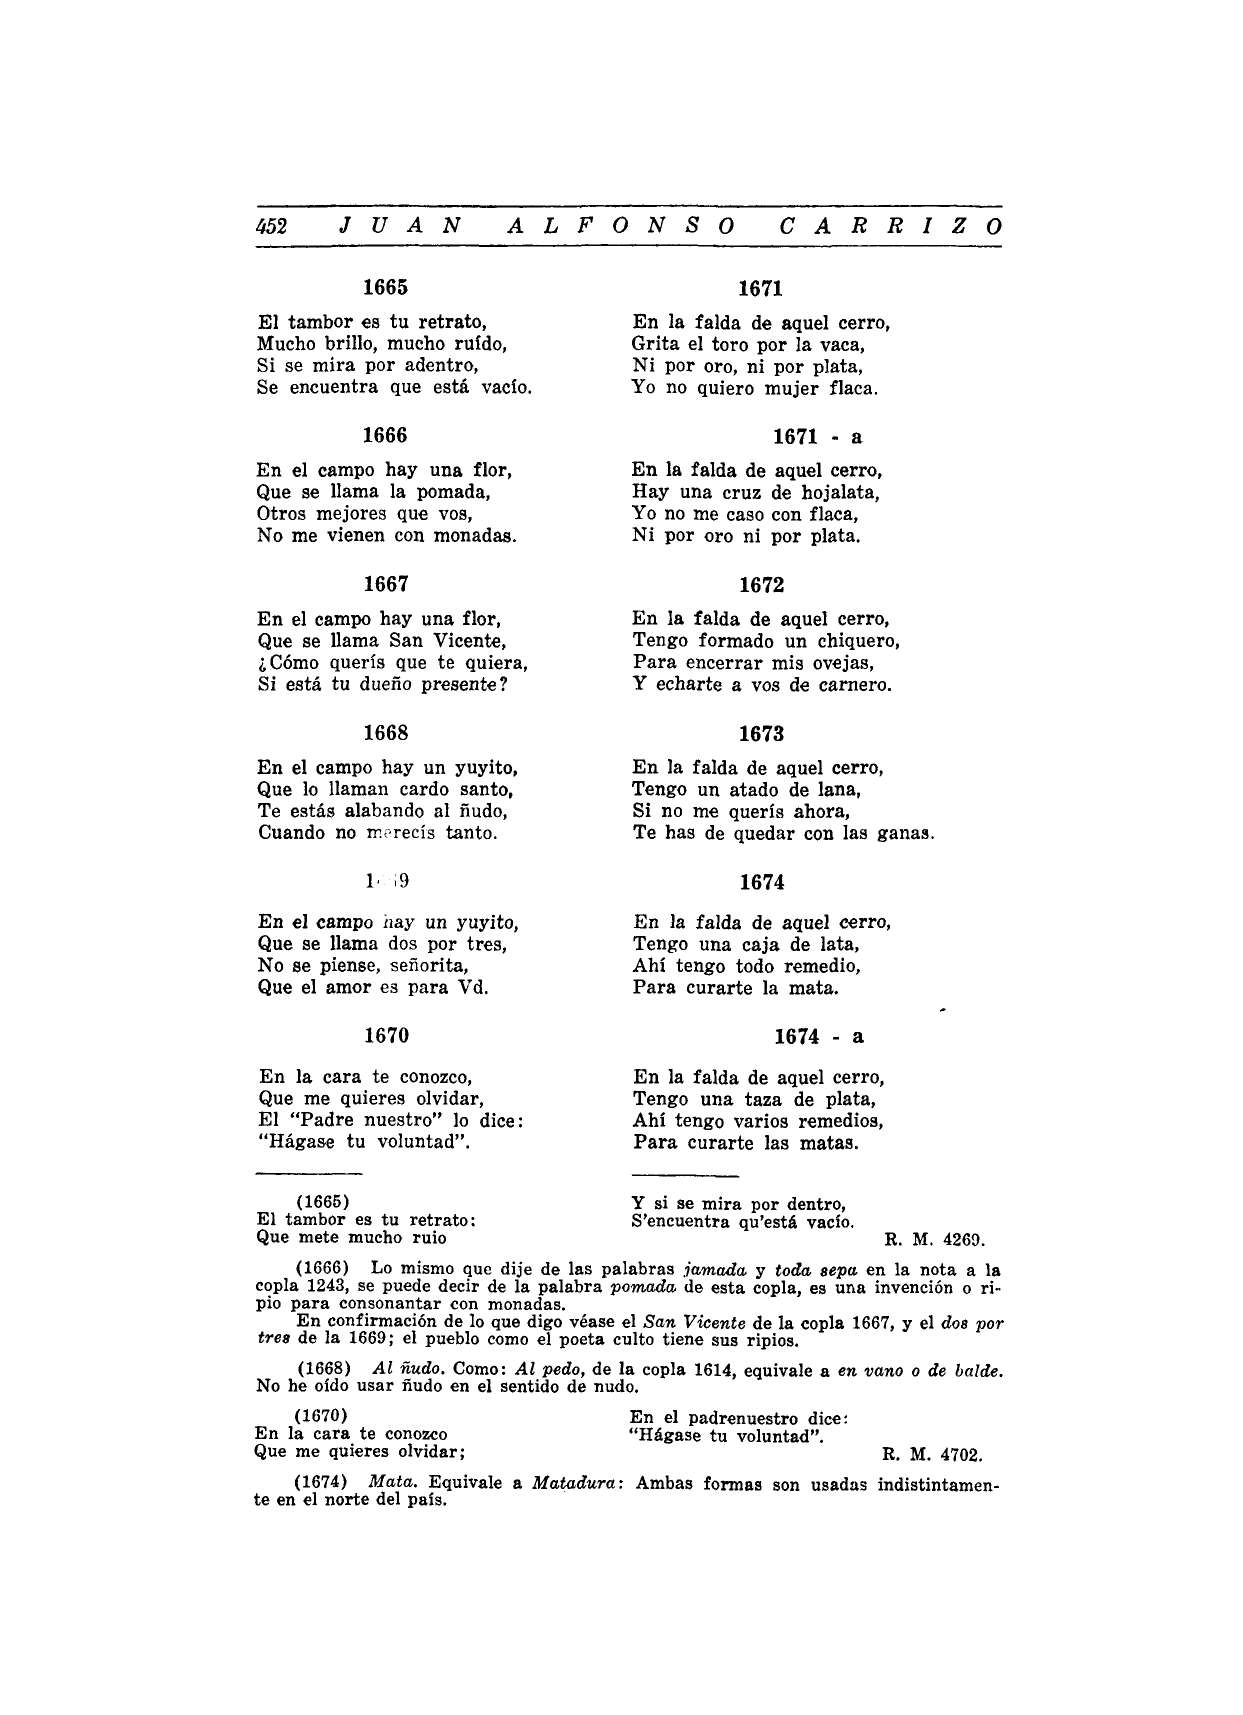 452 JUAN ALFONSO CARRIZO
1665
El tambor es tu retrato,
Mucho brillo, mucho ruído,
Si se mira por adentro,
Se encuentra que está vacío.
1666
En el campo hay una flor,
Que se llama la pomada,
Otros mejores que vos,
No me vienen con monadas.
1667
En el campo hay una flor,
Que se llama San Vicente,
¿Cómo querís que te quiera,
Si está tu dueño presente?
1668
En el campo hay un yuyito,
Que lo llaman cardo santo,
Te estás alabando al ñudo,
Cuando no merecís tanto.
1669
En el campo hay un yuyito,
Que se llama dos por tres,
No se piense, señorita,
Que el amor es para Vd.
1670
En la cara te conozco,
Que me quieres olvidar,
El “Padre nuestro” lo dice:
“Hágase tu voluntad”.
1671
En la falda de aquel cerro,
Grita el toro por la vaca,
Ni por oro, ni por plata,
Yo no quiero mujer flaca.
1671 - a
En la falda de aquel cerro,
Hay una cruz de hojalata,
Yo no me caso con flaca,
Ni por oro ni por plata.
1672
En la falda de aquel cerro,
Tengo formado un chiquero,
Para encerrar mis ovejas,
Y echarte a vos de carnero.
1673
En la falda de aquel cerro,
Tengo un atado de lana,
Si no me querís ahora,
Te has de quedar con las ganas.
1674
En la falda de aquel cerro,
Tengo una caja de lata,
Ahí tengo todo remedio,
Para curarte la mata.
1674 - a
En la falda de aquel cerro,
Tengo una taza de plata,
Ahí tengo varios remedios,
Para curarte las matas.
(1665)
El tambor es tu retrato:
Que mete mucho ruio
Y si se mira por dentro,
S'encuentra qu'está vacío.
R. M. 4269.
(1666) Lo mismo que dije de las palabras jamada y toda sepa en la nota a la
copla 1243, se puede decir de la palabra pomada de esta copla, es una invención o ri-
pio para consonantar con monadas.
En confirmación de lo que digo véase el San Vicente de la copla 1667, y el dos por
tres de la 1669; el pueblo como el poeta culto tiene sus ripios.
(1668) Al ñudo. Como: Al pedo, de la copla 1614, equivale a en vano o de balde.
No he oído usar ñudo en el sentido de nudo.
(1670)
En la cara te conozco
Que me quieres olvidar;
En el padrenuestro dice:
“Hágase tu voluntad”.
R. M. 4702.
(1674) Mata. Equivale a Matadura: Ambas formas son usadas indistintamen-
te en el norte del país.